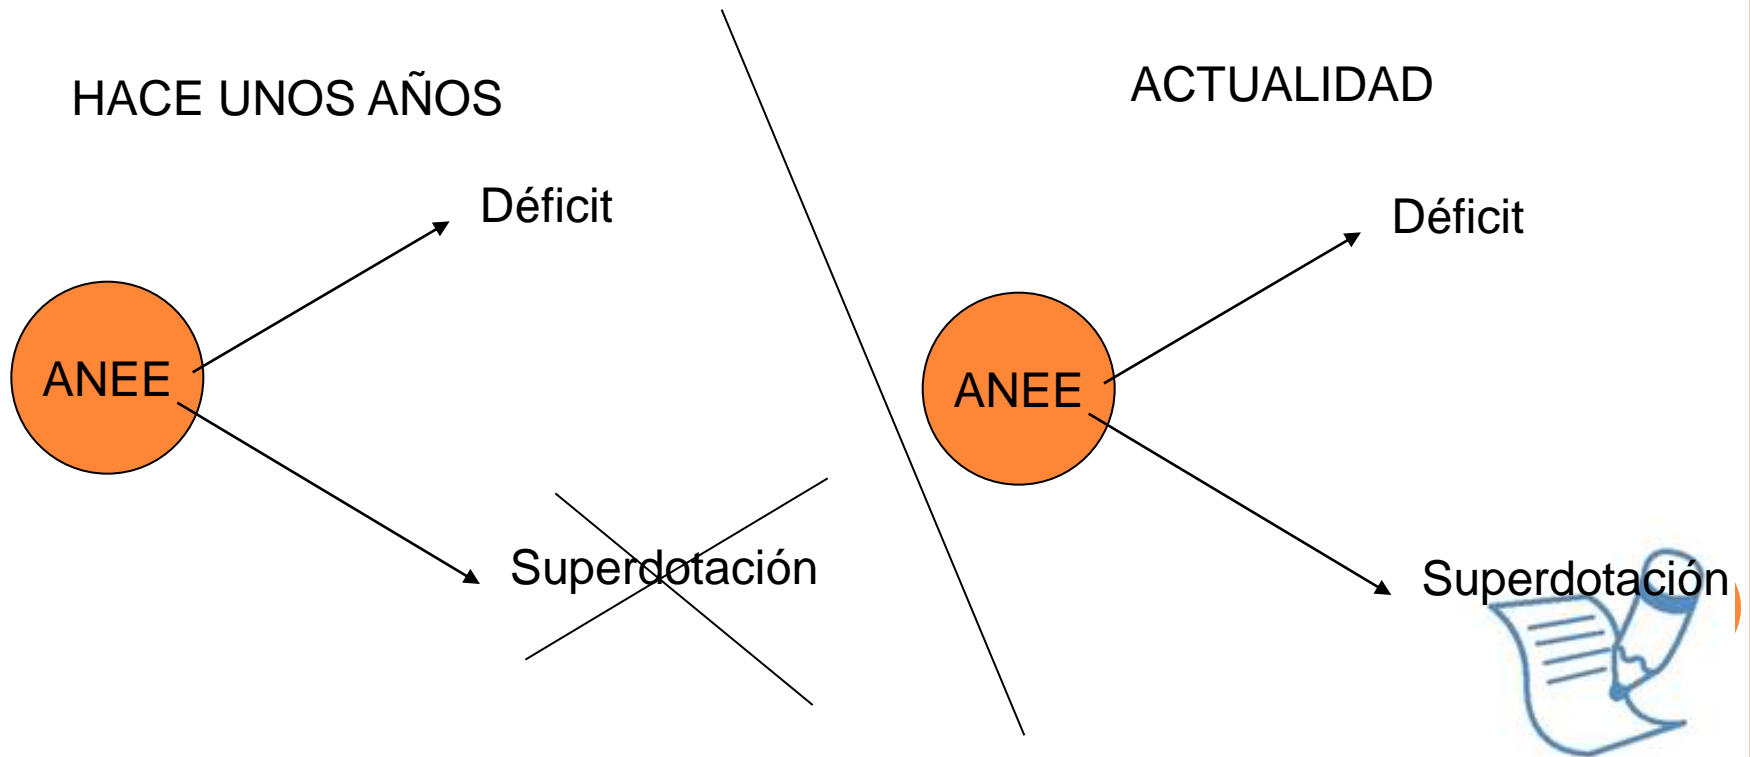 HACE UNOS AÑOS
Déficit
ANEE
Superdotación
ACTUALIDAD
Déficit
ANEE
Superdotación